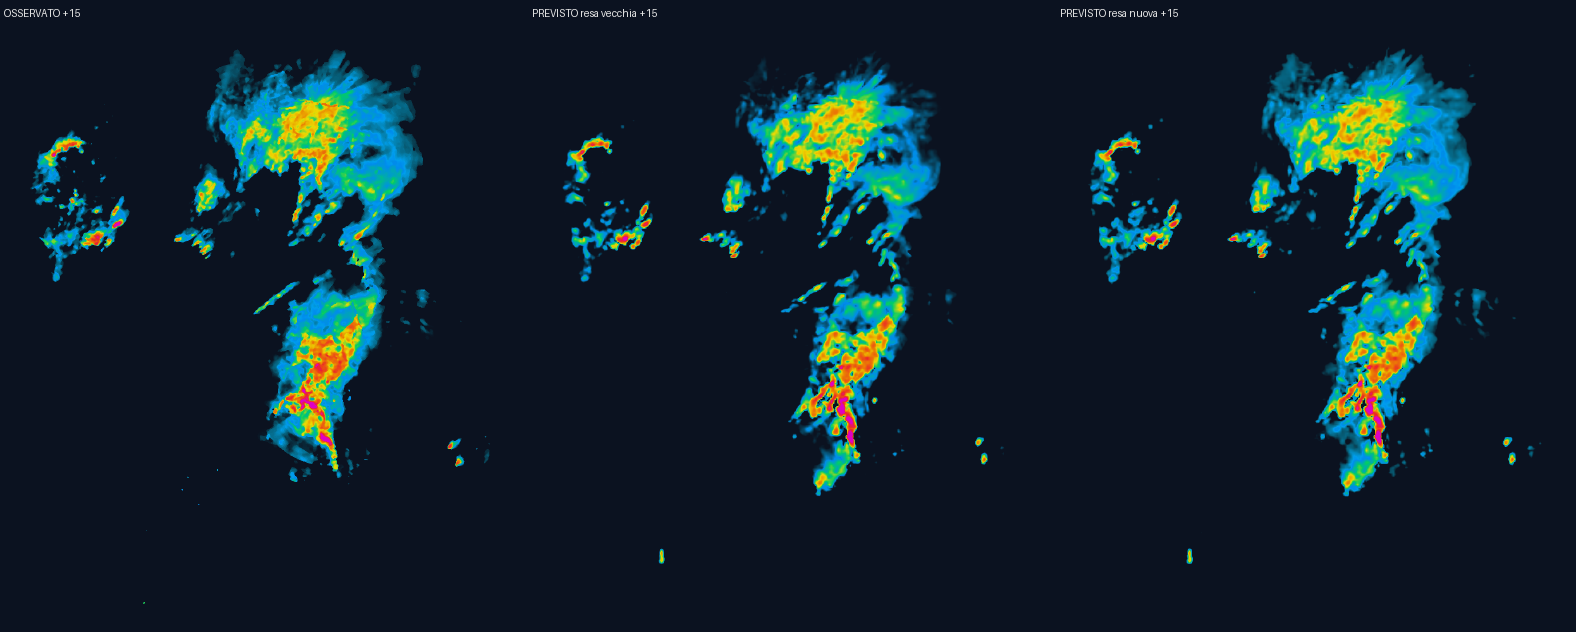 OSSERVATO +15
PREVISTO resa vecchia +15
PREVISTO resa nuova +15